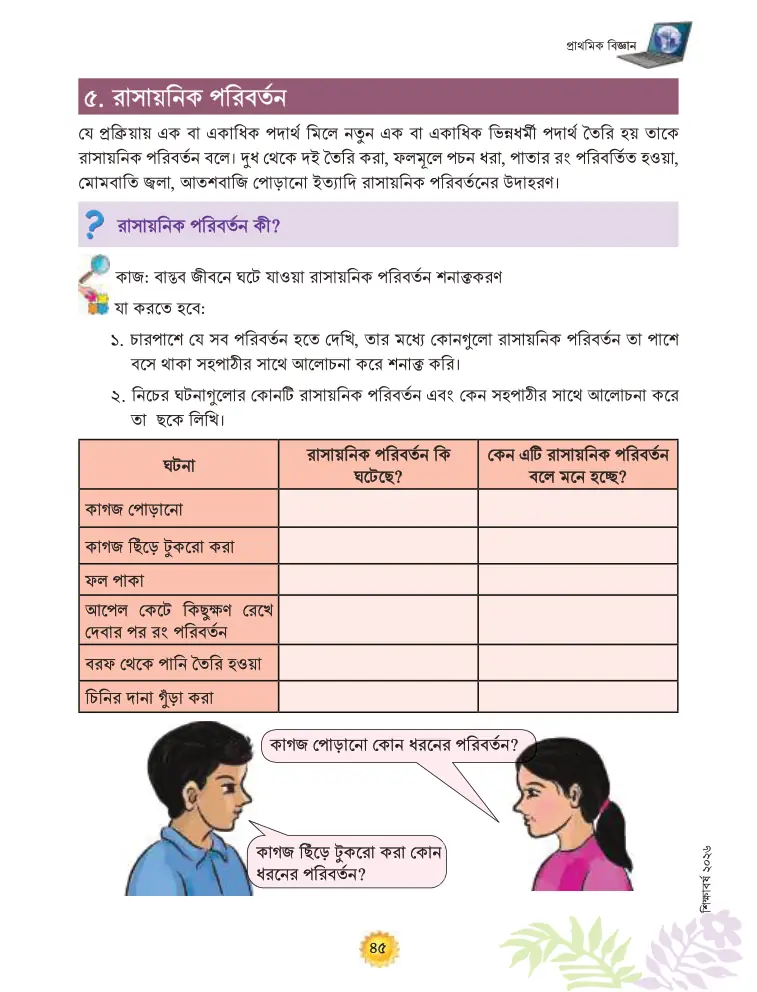 প্রাথমিক বিজ্ঞান
৫. রাসায়নিক পরিবর্তন
যে প্রক্রিয়ায় এক বা একাধিক পদার্থ মিলে নতুন এক বা একাধিক ভিন্নধর্মী পদার্থ তৈরি হয় তাকে
রাসায়নিক পরিবর্তন বলে। দুধ থেকে দই তৈরি করা, ফলমূলে পচন ধরা, পাতার রং পরিবর্তিত হওয়া,
মোমবাতি জ্বলা, আতশবাজি পোড়ানো ইত্যাদি রাসায়নিক পরিবর্তনের উদাহরণ।
? রাসায়নিক পরিবর্তন কী?
কাজ: বাস্তব জীবনে ঘটে যাওয়া রাসায়নিক পরিবর্তন শনাক্তকরণ
যা করতে হবে:
১. চারপাশে যে সব পরিবর্তন হতে দেখি, তার মধ্যে কোনগুলো রাসায়নিক পরিবর্তন তা পাশে
বসে থাকা সহপাঠীর সাথে আলোচনা করে শনাক্ত করি।
২. নিচের ঘটনাগুলোর কোনটি রাসায়নিক পরিবর্তন এবং কেন সহপাঠীর সাথে আলোচনা করে
তা ছকে লিখি।
ঘটনা
রাসায়নিক পরিবর্তন কি
ঘটেছে?
কেন এটি রাসায়নিক পরিবর্তন
বলে মনে হচ্ছে?
কাগজ পোড়ানো
কাগজ ছিঁড়ে টুকরো করা
ফল পাকা
আপেল কেটে কিছুক্ষণ রেখে
দেবার পর রং পরিবর্তন
বরফ থেকে পানি তৈরি হওয়া
চিনির দানা গুঁড়া করা
কাগজ পোড়ানো কোন ধরনের পরিবর্তন?
কাগজ ছিঁড়ে টুকরো করা কোন
ধরনের পরিবর্তন?
শিক্ষাবর্ষ ২০২৬
৪৫